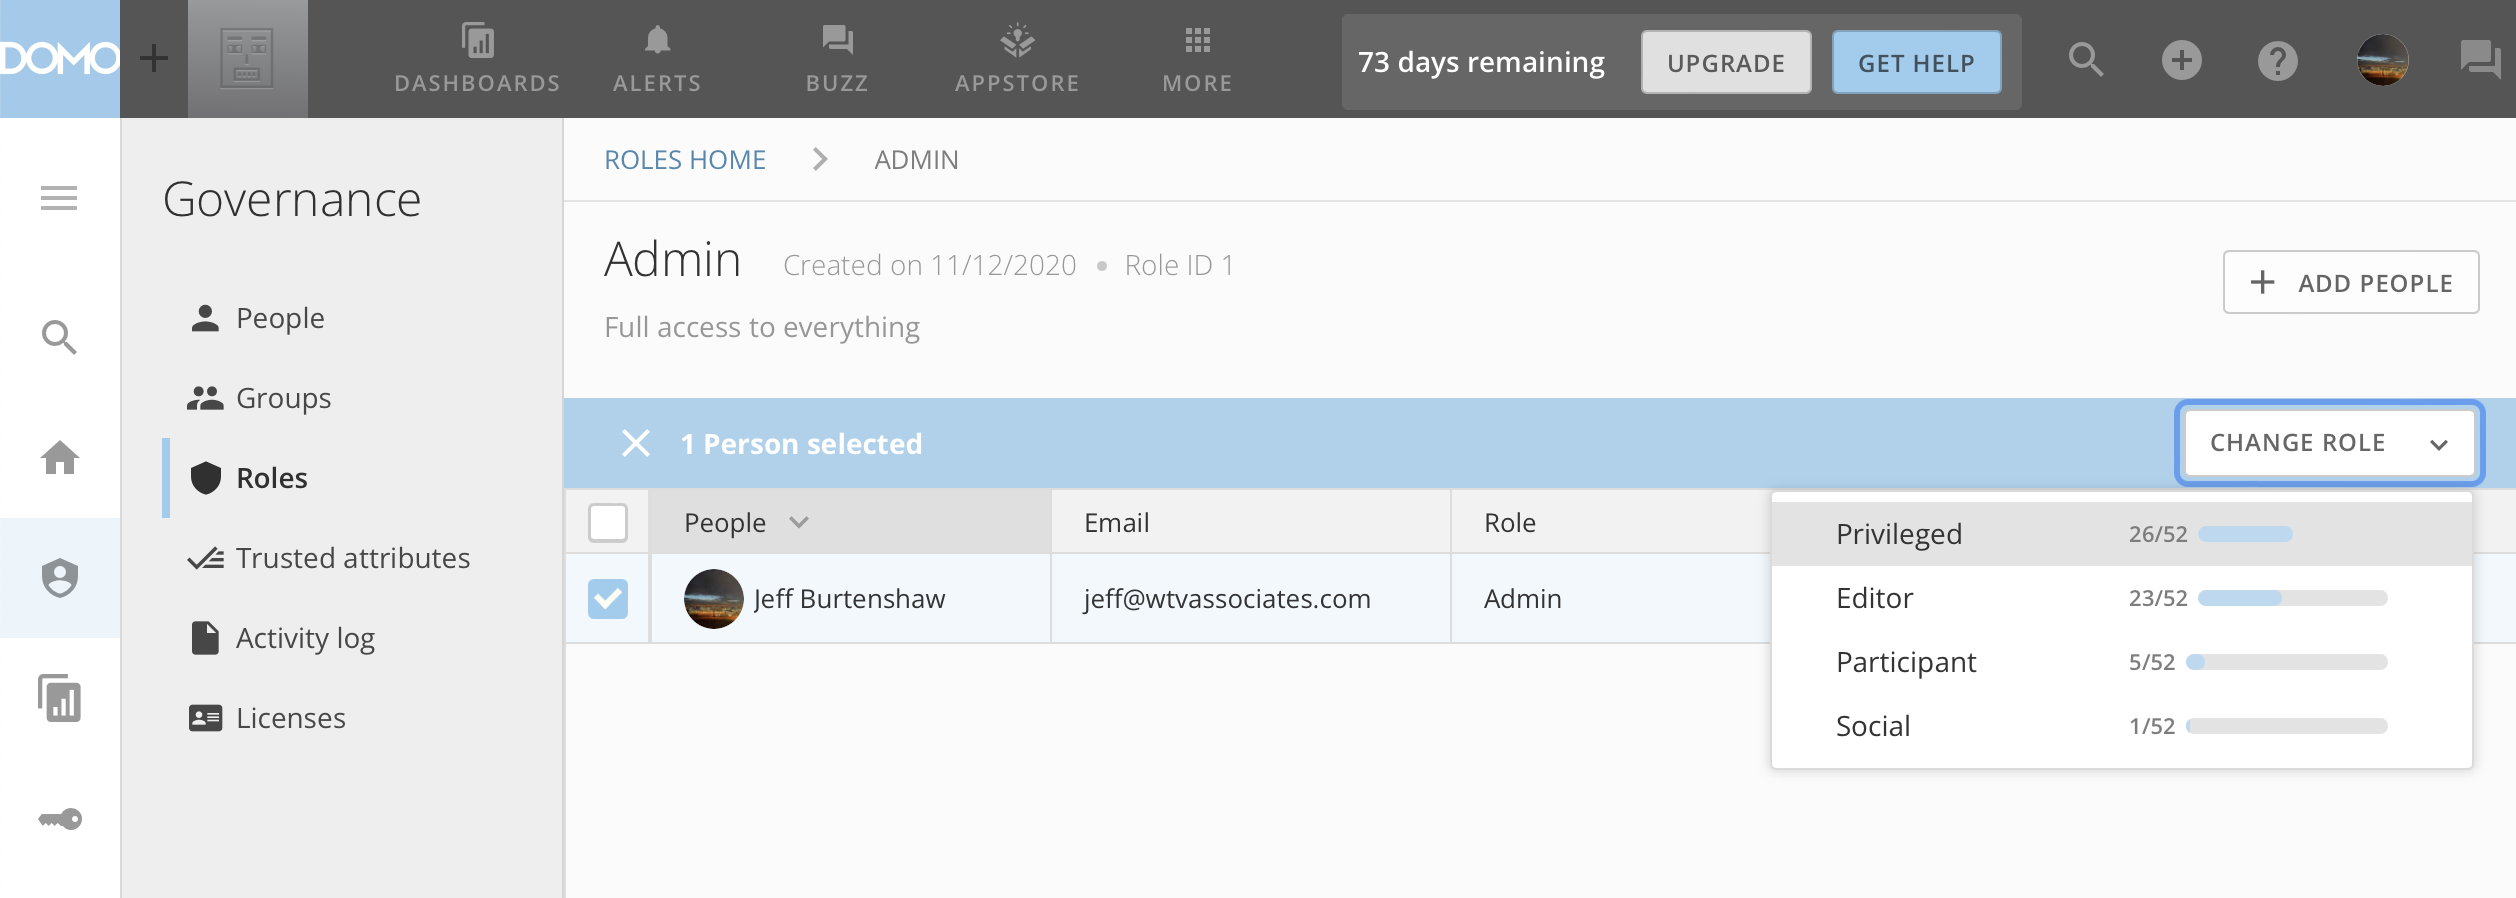 DOMO
DASHBOARDS
ALERTS
BUZZ
APPSTORE
MORE
73 days remaining
UPGRADE
GET HELP
Governance
People
Groups
Roles
Trusted attributes
Activity log
Licenses
ROLES HOME
ADMIN
Admin
Created on 11/12/2020 • Role ID 1
Full access to everything
+ ADD PEOPLE
1 Person selected
CHANGE ROLE
People
Email
Role
Jeff Burtenshaw
jeff@wtvassociates.com
Admin
Privileged 26/52
Editor 23/52
Participant 5/52
Social 1/52